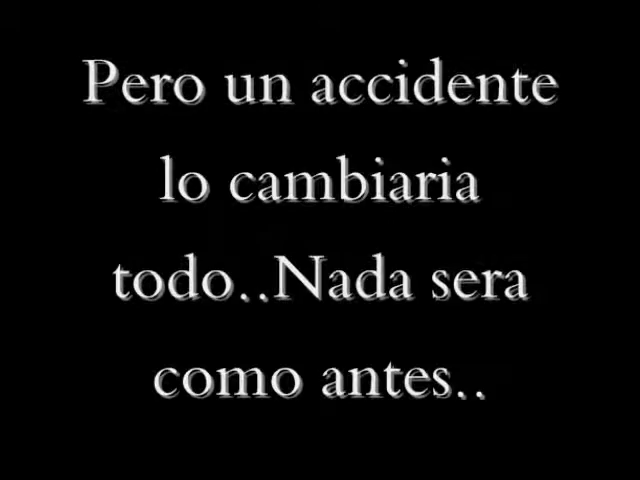 Pero un accidente
lo cambiaria
todo..Nada sera
como antes..